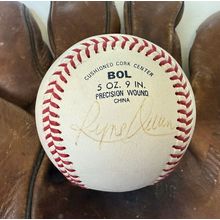 CUSHIONED CORK CENTER
BOL
5 OZ. 9 IN.
PRECISION WOUND
CHINA